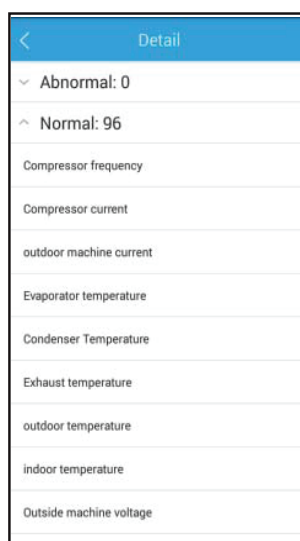 Detail
Abnormal: 0
Normal: 96
Compressor frequency
Compressor current
outdoor machine current
Evaporator temperature
Condenser Temperature
Exhaust temperature
outdoor temperature
indoor temperature
Outside machine voltage